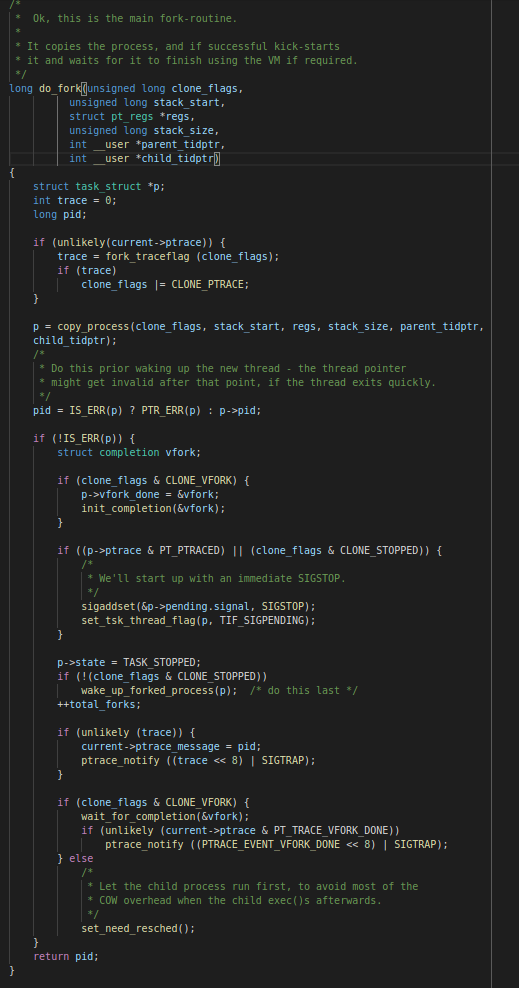 /*
 *  Ok, this is the main fork-routine.
 *
 * It copies the process, and if successful kick-starts
 * it and waits for it to finish using the VM if required.
 */
long do_fork(unsigned long clone_flags,
          unsigned long stack_start,
          struct pt_regs *regs,
          unsigned long stack_size,
          int __user *parent_tidptr,
          int __user *child_tidptr)
{
    struct task_struct *p;
    int trace = 0;
    long pid;

    if (unlikely(current->ptrace)) {
        trace = fork_traceflag (clone_flags);
        if (trace)
            clone_flags |= CLONE_PTRACE;
    }

    p = copy_process(clone_flags, stack_start, regs, stack_size, parent_tidptr,
    child_tidptr);
    /*
     * Do this prior waking up the new thread - the thread pointer
     * might get invalid after that point, if the thread exits quickly.
     */
    pid = IS_ERR(p) ? PTR_ERR(p) : p->pid;

    if (!IS_ERR(p)) {
        struct completion vfork;

        if (clone_flags & CLONE_VFORK) {
            p->vfork_done = &vfork;
            init_completion(&vfork);
        }

        if ((p->ptrace & PT_PTRACED) || (clone_flags & CLONE_STOPPED)) {
            /*
             * We'll start up with an immediate SIGSTOP.
             */
            sigaddset(&p->pending.signal, SIGSTOP);
            set_tsk_thread_flag(p, TIF_SIGPENDING);
        }

        p->state = TASK_STOPPED;
        if (!(clone_flags & CLONE_STOPPED))
            wake_up_forked_process(p);  /* do this last */
        ++total_forks;

        if (unlikely (trace)) {
            current->ptrace_message = pid;
            ptrace_notify ((trace << 8) | SIGTRAP);
        }

        if (clone_flags & CLONE_VFORK) {
            wait_for_completion(&vfork);
            if (unlikely (current->ptrace & PT_TRACE_VFORK_DONE))
                ptrace_notify ((PTRACE_EVENT_VFORK_DONE << 8) | SIGTRAP);
        } else
            /*
             * Let the child process run first, to avoid most of the
             * COW overhead when the child exec()s afterwards.
             */
            set_need_resched();
    }
    return pid;
}